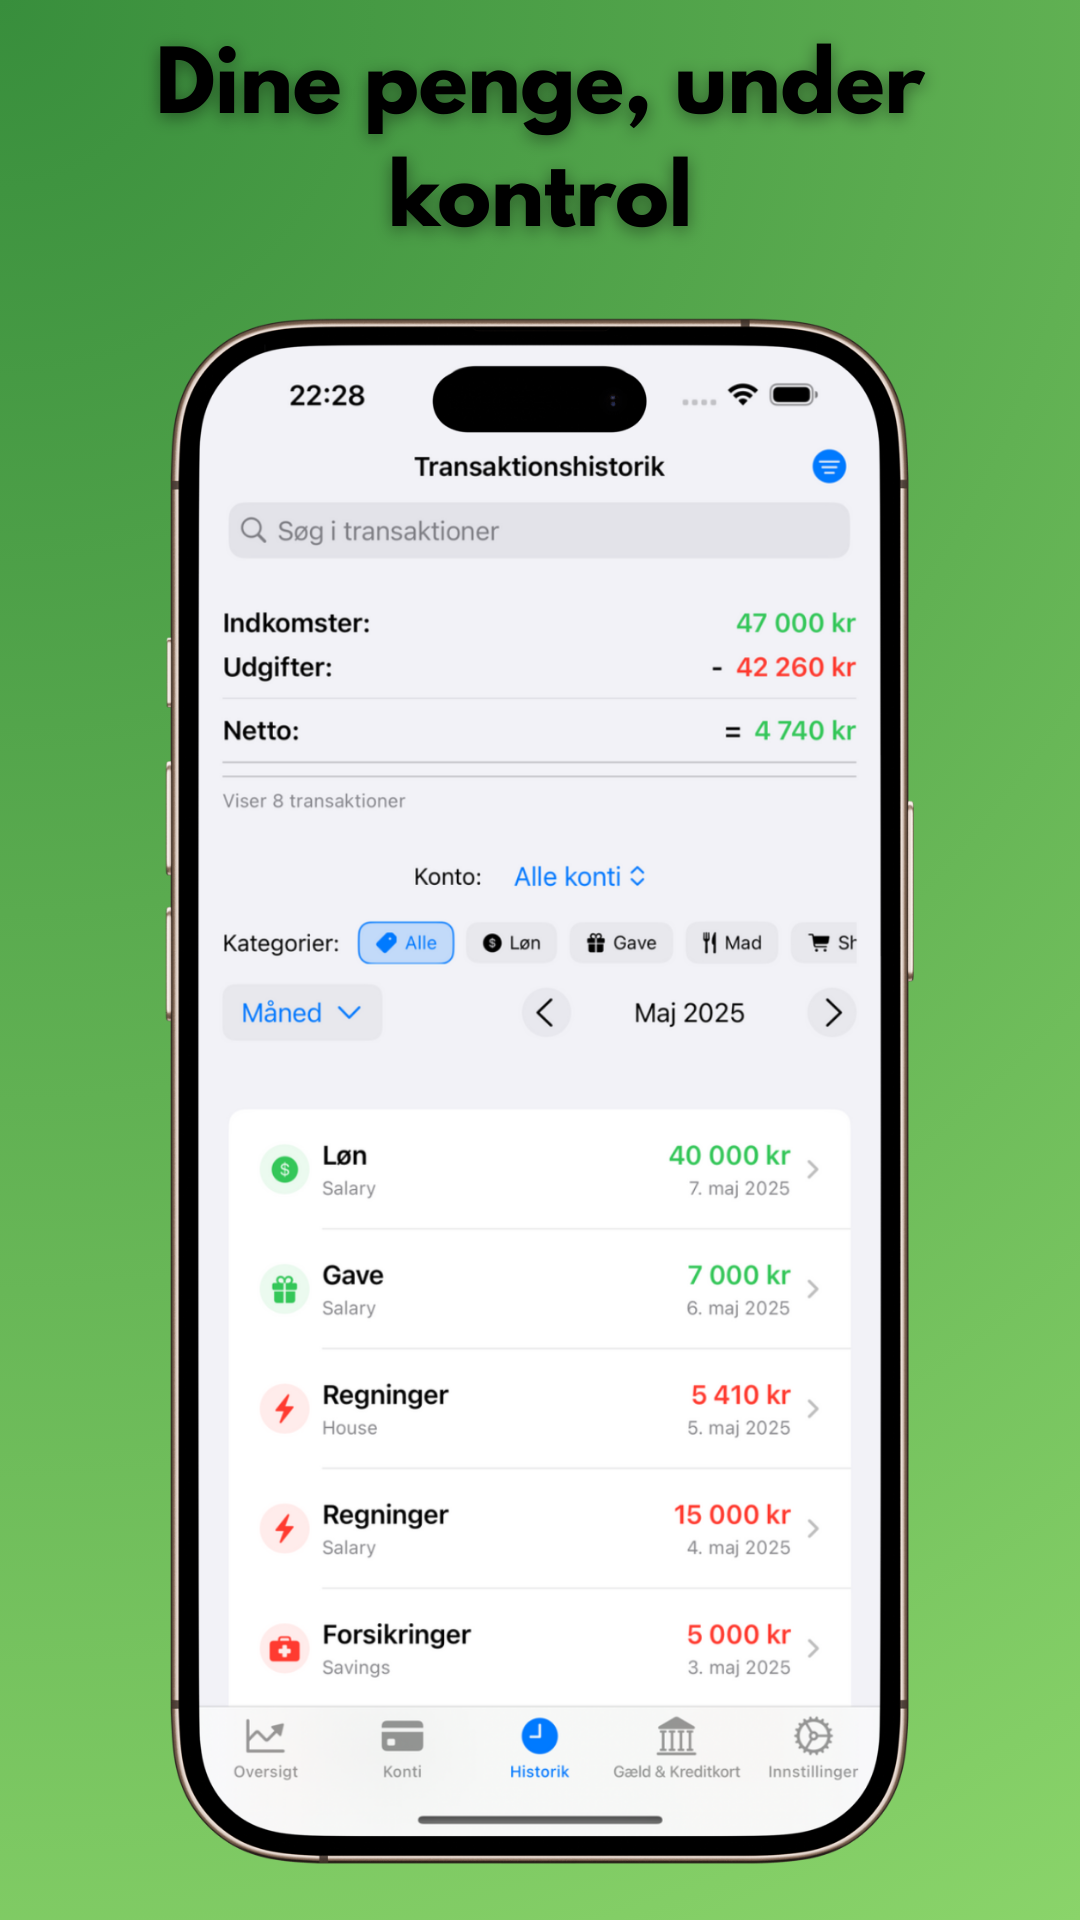 Dine penge, under
kontrol
22:28
Transaktionshistorik
Søg i transaktioner
Indkomster: 47 000 kr
Udgifter: - 42 260 kr
Netto: = 4 740 kr
Viser 8 transaktioner
Konto: Alle konti
Kategorier: Alle Løn Gave Mad Sh
Måned Maj 2025
Løn 40 000 kr
Salary 7. maj 2025
Gave 7 000 kr
Salary 6. maj 2025
Regninger 5 410 kr
House 5. maj 2025
Regninger 15 000 kr
Salary 4. maj 2025
Forsikringer 5 000 kr
Savings 3. maj 2025
Oversigt Konti Historik Gæld & Kreditkort Innstillinger